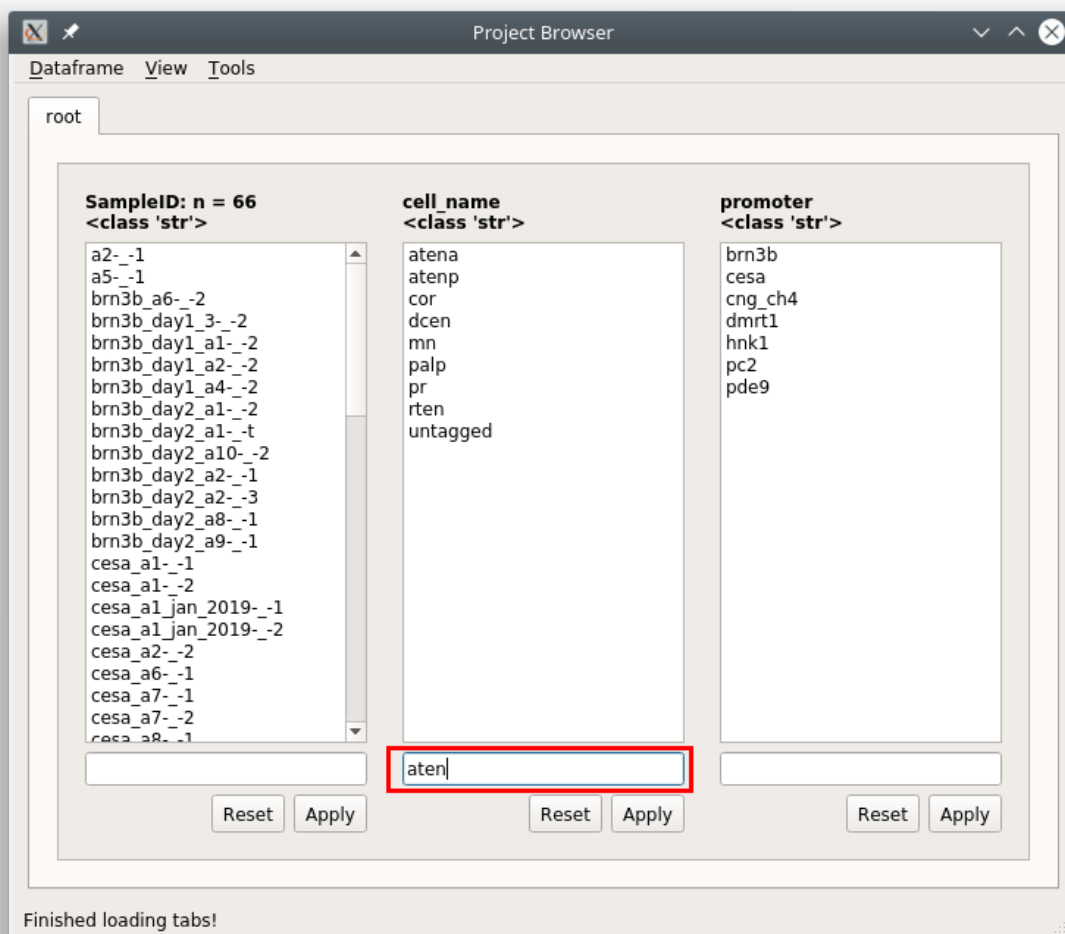 Project Browser
Dataframe View Tools
root
SampleID: n = 66
<class 'str'>
a2-_-1
a5-_-1
brn3b_a6-_-2
brn3b_day1_3-_-2
brn3b_day1_a1-_-2
brn3b_day1_a2-_-2
brn3b_day1_a4-_-2
brn3b_day2_a1-_-2
brn3b_day2_a1-_-t
brn3b_day2_a10-_-2
brn3b_day2_a2-_-1
brn3b_day2_a2-_-3
brn3b_day2_a8-_-1
brn3b_day2_a9-_-1
cesa_a1-_-1
cesa_a1-_-2
cesa_a1_jan_2019-_-1
cesa_a1_jan_2019-_-2
cesa_a2-_-2
cesa_a6-_-1
cesa_a7-_-1
cesa_a7-_-2
cesa_a8-_-1
Reset Apply
cell_name
<class 'str'>
atena
atenp
cor
dcen
mn
palp
pr
rten
untagged
aten
Reset Apply
promoter
<class 'str'>
brn3b
cesa
cng_ch4
dmrt1
hnk1
pc2
pde9
Reset Apply
Finished loading tabs!